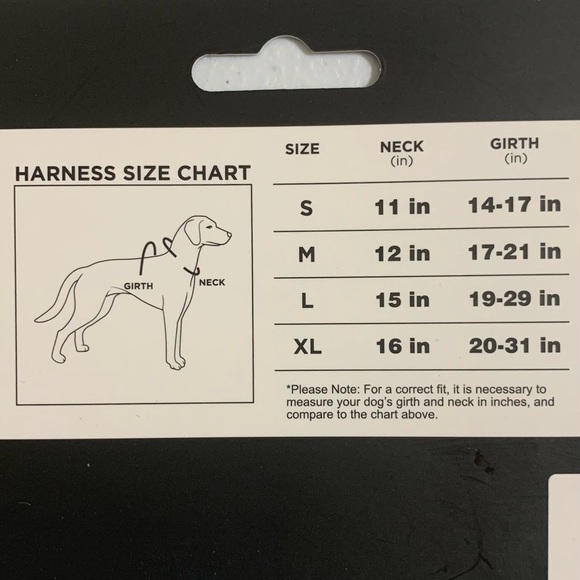 HARNESS SIZE CHART
GIRTH
NECK
SIZE NECK (in) GIRTH (in)
S 11 in 14-17 in
M 12 in 17-21 in
L 15 in 19-29 in
XL 16 in 20-31 in
*Please Note: For a correct fit, it is necessary to
measure your dog's girth and neck in inches, and
compare to the chart above.